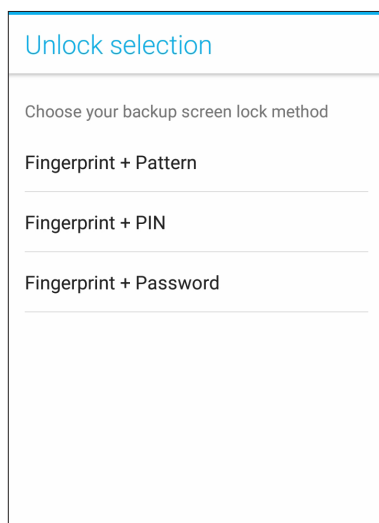 Unlock selection
Choose your backup screen lock method
Fingerprint + Pattern
Fingerprint + PIN
Fingerprint + Password